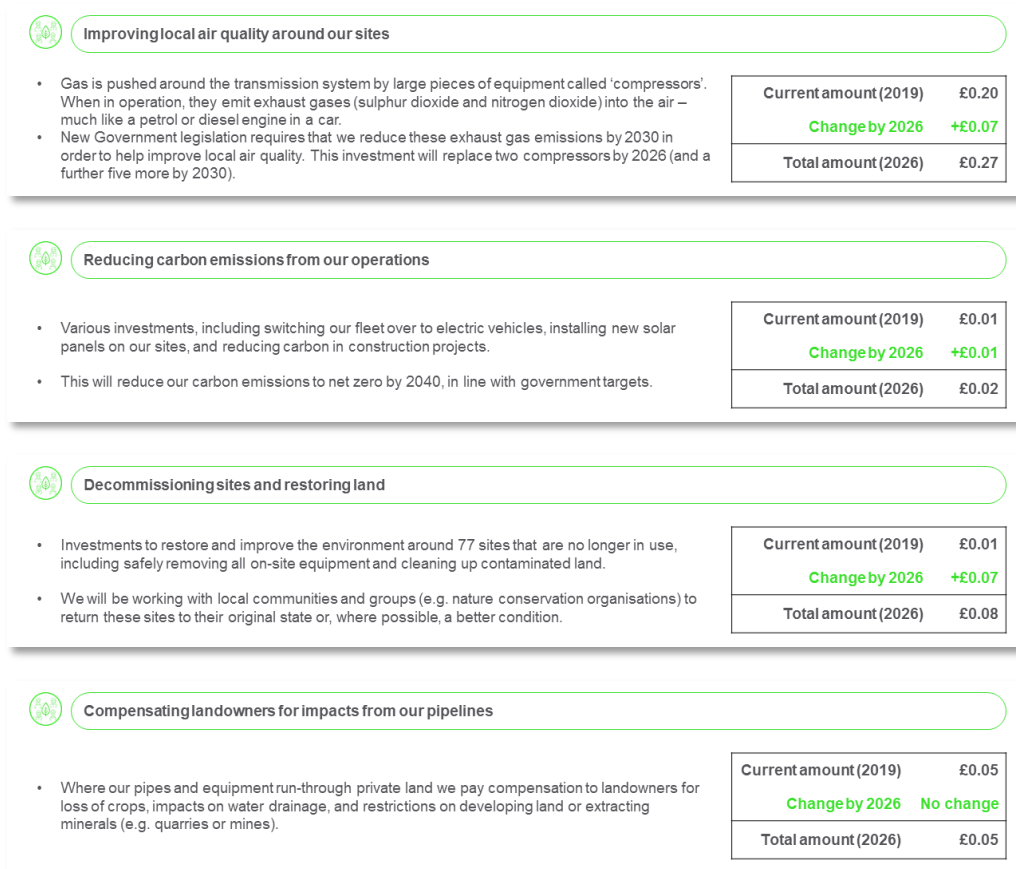 Improving local air quality around our sites
• Gas is pushed around the transmission system by large pieces of equipment called ‘compressors’.
When in operation, they emit exhaust gases (sulphur dioxide and nitrogen dioxide) into the air –
much like a petrol or diesel engine in a car.
• New Government legislation requires that we reduce these exhaust gas emissions by 2030 in
order to help improve local air quality. This investment will replace two compressors by 2026 (and a
further five more by 2030).
Current amount (2019) £0.20
Change by 2026 +£0.07
Total amount (2026) £0.27
Reducing carbon emissions from our operations
• Various investments, including switching our fleet over to electric vehicles, installing new solar
panels on our sites, and reducing carbon in construction projects.
• This will reduce our carbon emissions to net zero by 2040, in line with government targets.
Current amount (2019) £0.01
Change by 2026 +£0.01
Total amount (2026) £0.02
Decommissioning sites and restoring land
• Investments to restore and improve the environment around 77 sites that are no longer in use,
including safely removing all on-site equipment and cleaning up contaminated land.
• We will be working with local communities and groups (e.g. nature conservation organisations) to
return these sites to their original state or, where possible, a better condition.
Current amount (2019) £0.01
Change by 2026 +£0.07
Total amount (2026) £0.08
Compensating landowners for impacts from our pipelines
• Where our pipes and equipment run-through private land we pay compensation to landowners for
loss of crops, impacts on water drainage, and restrictions on developing land or extracting
minerals (e.g. quarries or mines).
Current amount (2019) £0.05
Change by 2026 No change
Total amount (2026) £0.05